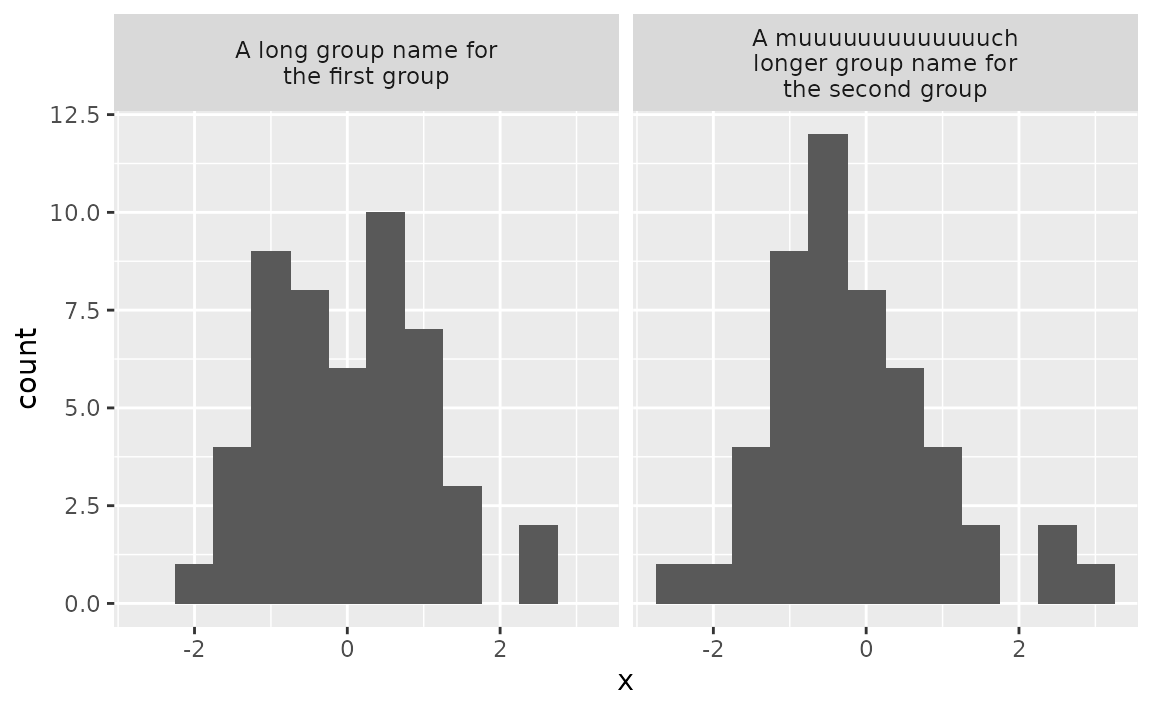 A long group name for
the first group
A muuuuuuuuuuuuuch
longer group name for
the second group
12.5
10.0
7.5
5.0
2.5
0.0
count
-2 0 2 -2 0 2
x